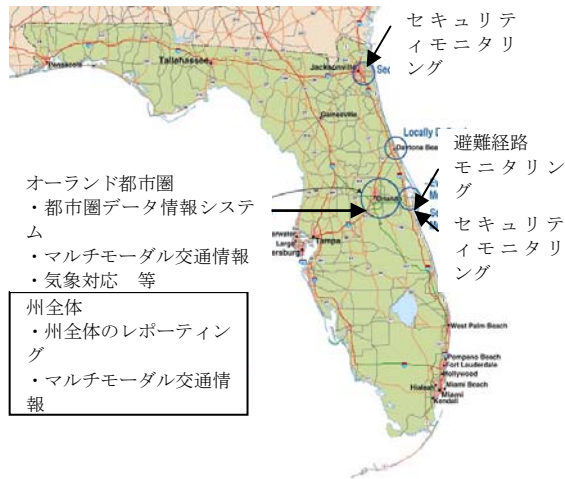 セキュリテ
ィモニタリ
ング
Pensacola
Tallahassee
Jacksonville
Sec
Gainesville
Locally
Daytona Bea
避難経路
モニタリン
グ
セキュリテ
ィモニタリ
ング
オーランド都市圏
・都市圏データ情報システ
ム
・マルチモーダル交通情報
・気象対応　等
Orlando
州全体
・州全体のレポーティン
グ
・マルチモーダル交通情
報
rwater
Largo
ersburg
Tampa
West Palm Beach
Pompano Beach
Fort Lauderdale
Hollywood
Hialeah
Miami Beach
Miami
Kendall